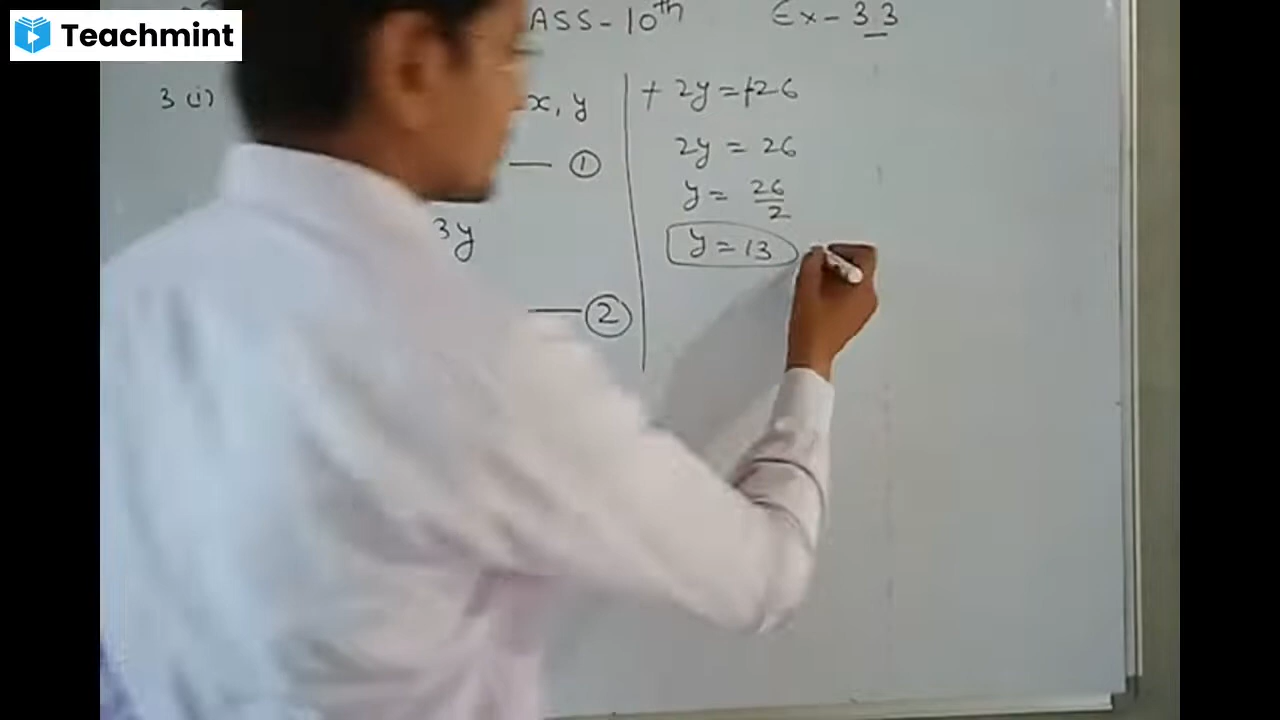 Teachmint
ASS - 10th Ex - 3.3
3 (i) x, y
— ①
3y
— ②
+ 2y = +26
2y = 26
y = 26/2
y = 13